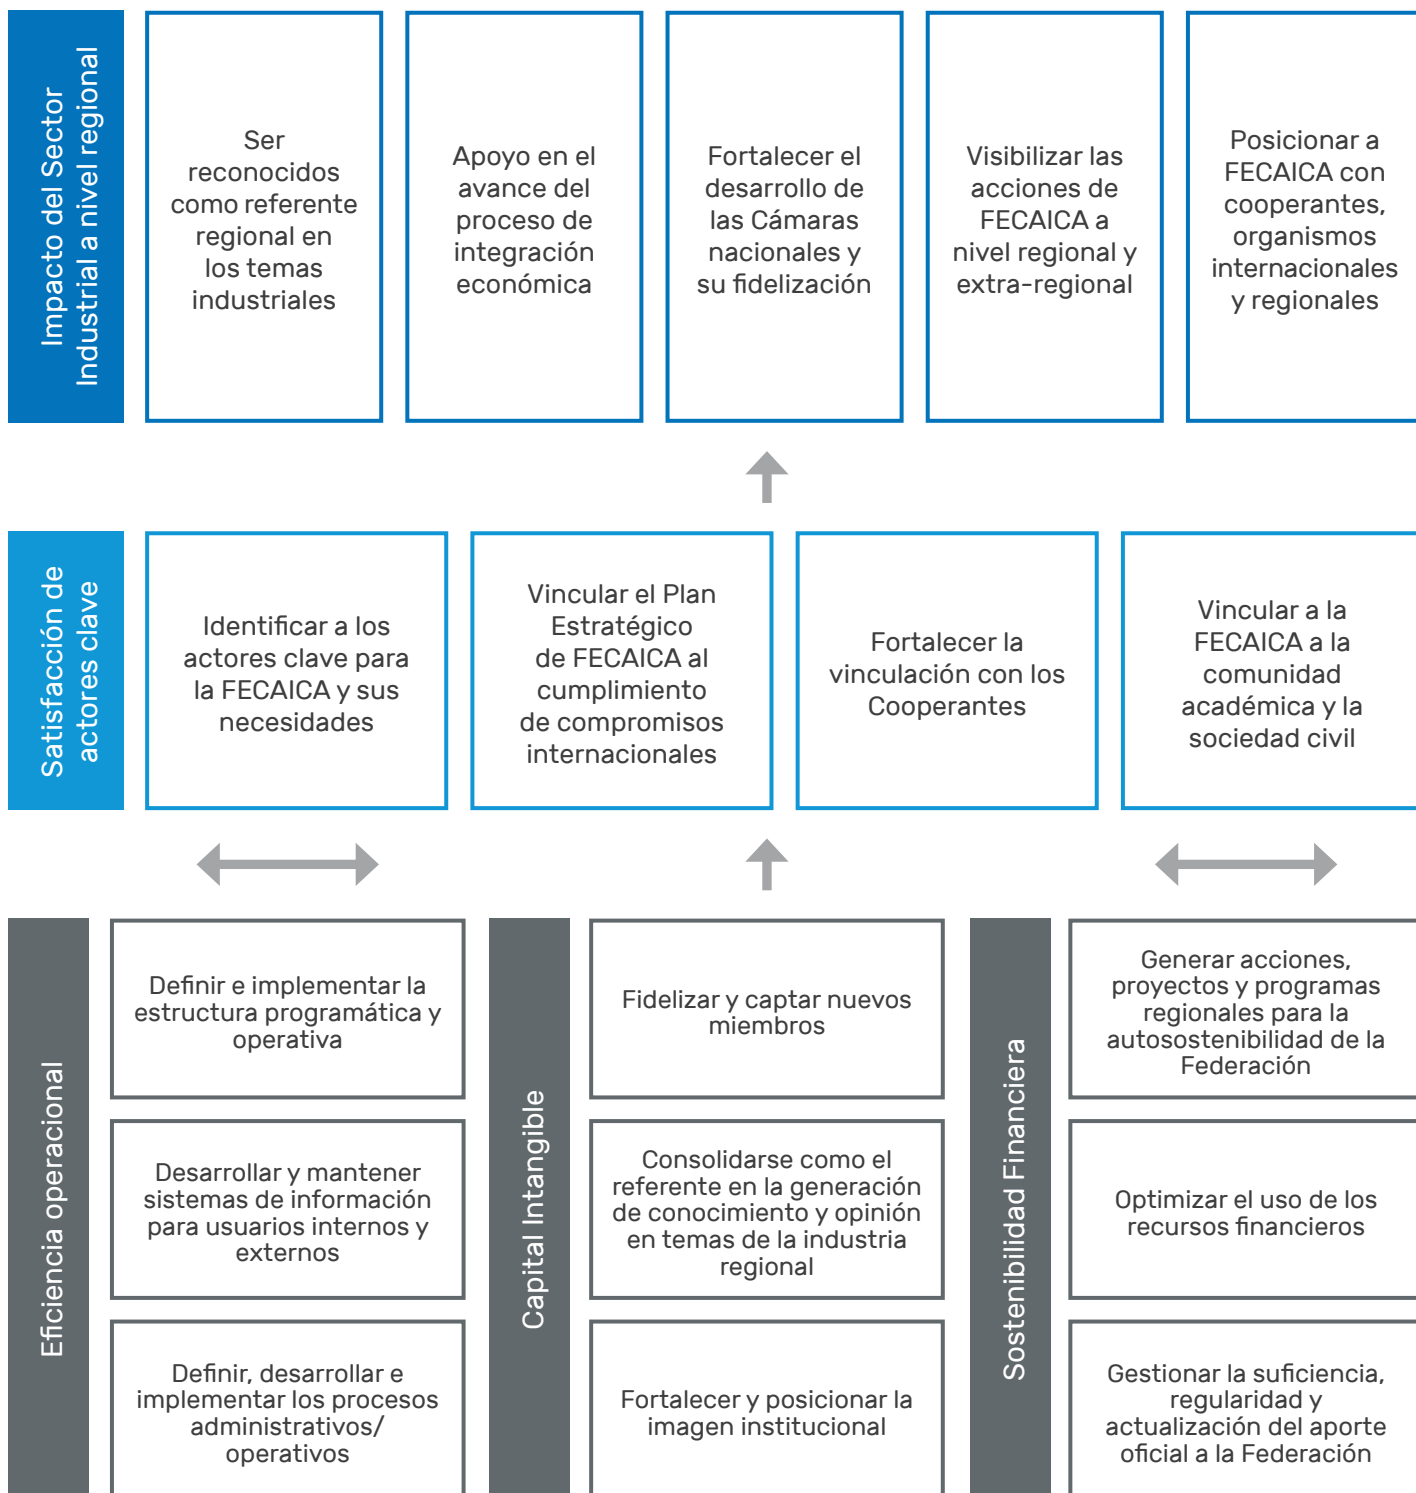 Impacto del Sector
Industrial a nivel regional
Ser
reconocidos
como referente
regional en
los temas
industriales
Apoyo en el
avance del
proceso de
integración
económica
Fortalecer el
desarrollo de
las Cámaras
nacionales y
su fidelización
Visibilizar las
acciones de
FECAICA a
nivel regional y
extra-regional
Posicionar a
FECAICA con
cooperantes,
organismos
internacionales
y regionales
Satisfacción de
actores clave
Identificar a los
actores clave para
la FECAICA y sus
necesidades
Vincular el Plan
Estratégico
de FECAICA al
cumplimiento
de compromisos
internacionales
Fortalecer la
vinculación con los
Cooperantes
Vincular a la
FECAICA a la
comunidad
académica y la
sociedad civil
Eficiencia operacional
Definir e implementar la
estructura programática y
operativa
Desarrollar y mantener
sistemas de información
para usuarios internos y
externos
Definir, desarrollar e
implementar los procesos
administrativos/
operativos
Capital Intangible
Fidelizar y captar nuevos
miembros
Consolidarse como el
referente en la generación
de conocimiento y opinión
en temas de la industria
regional
Fortalecer y posicionar la
imagen institucional
Sostenibilidad Financiera
Generar acciones,
proyectos y programas
regionales para la
autosostenibilidad de la
Federación
Optimizar el uso de los
recursos financieros
Gestionar la suficiencia,
regularidad y
actualización del aporte
oficial a la Federación